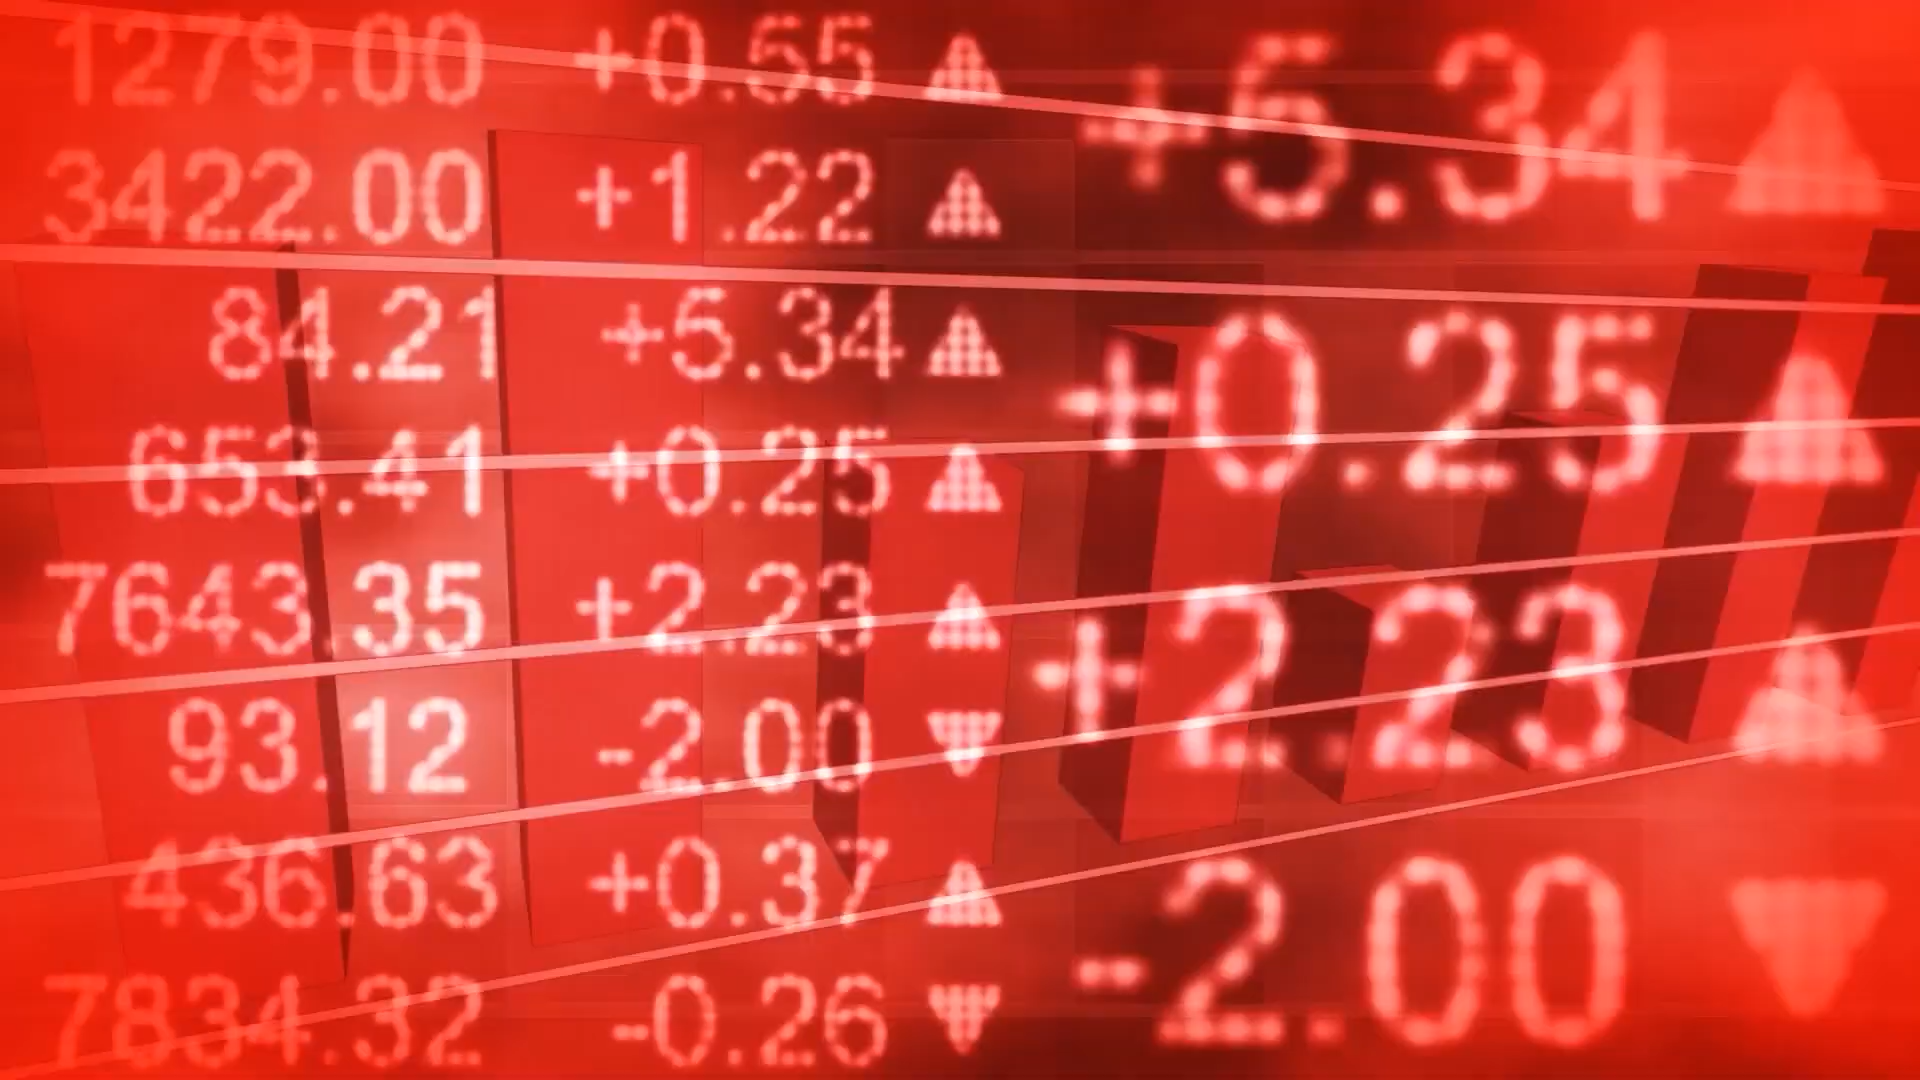 1279.00 +0.55 ▲
3422.00 +1.22 ▲
84.21 +5.34 ▲
653.41 +0.25 ▲
7643.35 +2.23 ▲
93.12 -2.00 ▼
436.63 +0.37 ▲
7834.32 -0.26 ▼
+5.34 ▲
+0.25 ▲
+2.23 ▲
-2.00 ▼